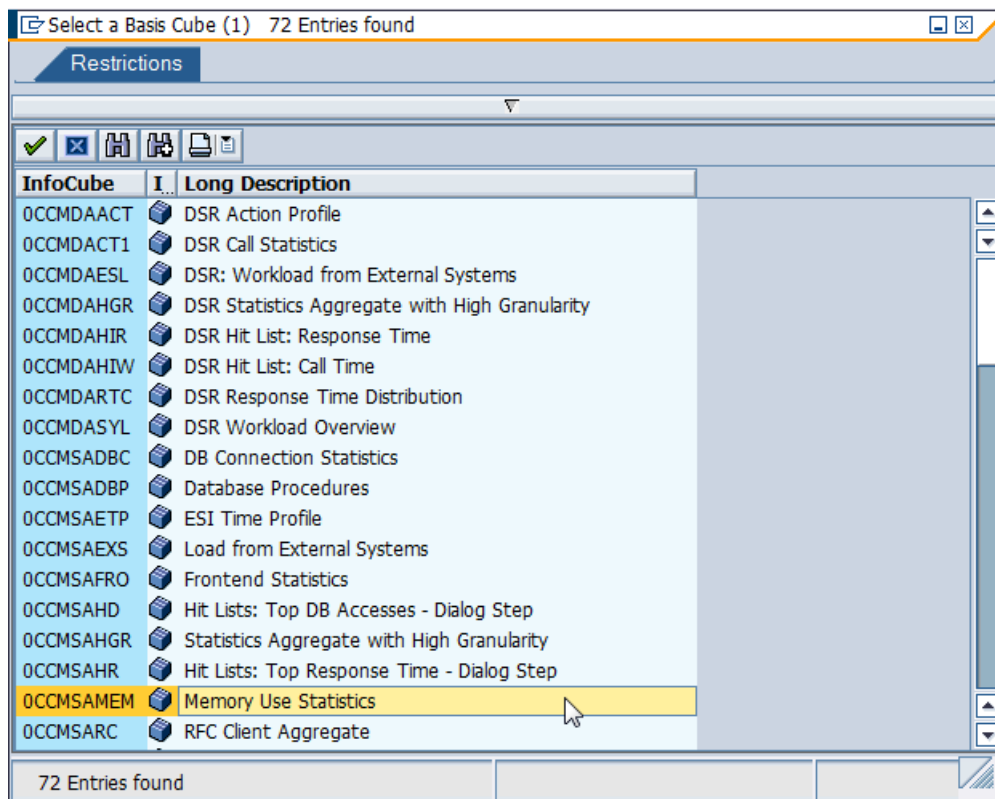 Select a Basis Cube (1) 72 Entries found
Restrictions
InfoCube I... Long Description
0CCMDAACT DSR Action Profile
0CCMDACT1 DSR Call Statistics
0CCMDAESL DSR: Workload from External Systems
0CCMDAHGR DSR Statistics Aggregate with High Granularity
0CCMDAHIR DSR Hit List: Response Time
0CCMDAHIW DSR Hit List: Call Time
0CCMDARTC DSR Response Time Distribution
0CCMDASYL DSR Workload Overview
0CCMSADBC DB Connection Statistics
0CCMSADBP Database Procedures
0CCMSAETP ESI Time Profile
0CCMSAEXS Load from External Systems
0CCMSAFRO Frontend Statistics
0CCMSAHD Hit Lists: Top DB Accesses - Dialog Step
0CCMSAHGR Statistics Aggregate with High Granularity
0CCMSAHR Hit Lists: Top Response Time - Dialog Step
0CCMSAMEM Memory Use Statistics
0CCMSARC RFC Client Aggregate
72 Entries found